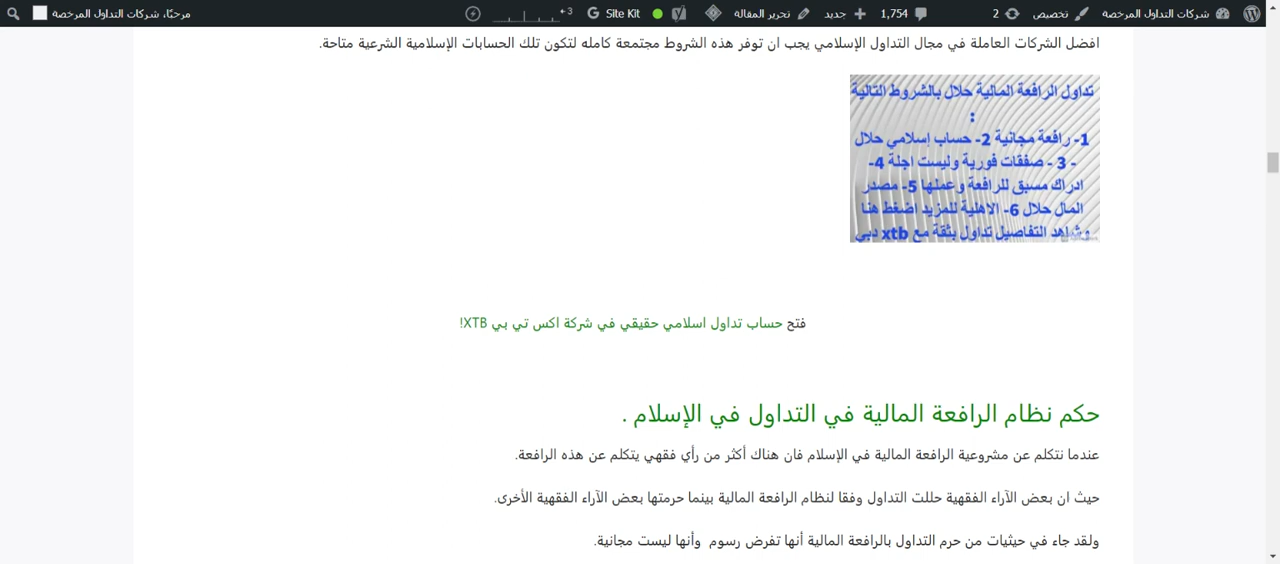 شركات التداول المرخصة تخصيص 2 1,754 جديد تحرير المقالة Site Kit 3+ مرحبًا، شركات التداول المرخصة
افضل الشركات العاملة في مجال التداول الإسلامي يجب ان توفر هذه الشروط مجتمعة كامله لتكون تلك الحسابات الإسلامية الشرعية متاحة.
تداول الرافعة المالية حلال بالشروط التالية
:
1- رافعة مجانية 2- حساب إسلامي حلال
- 3 - صفقات فورية وليست اجلة 4-
ادراك مسبق للرافعة وعملها 5- مصدر
المال حلال 6- الاهلية للمزيد اضغط هنا
وشاهد التفاصيل تداول بثقة مع xtb دبي
فتح حساب تداول اسلامي حقيقي في شركة اكس تي بي XTB!
حكم نظام الرافعة المالية في التداول في الإسلام .
عندما نتكلم عن مشروعية الرافعة المالية في الإسلام فان هناك أكثر من رأي فقهي يتكلم عن هذه الرافعة.
حيث ان بعض الآراء الفقهية حللت التداول وفقا لنظام الرافعة المالية بينما حرمتها بعض الآراء الفقهية الأخرى.
ولقد جاء في حيثيات من حرم التداول بالرافعة المالية أنها تفرض رسوم وأنها ليست مجانية.